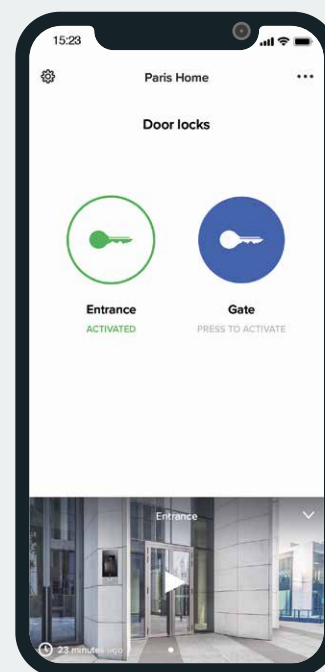 15:23
Paris Home
Door locks
Entrance
ACTIVATED
Gate
PRESS TO ACTIVATE
Entrance
23 minutes ago